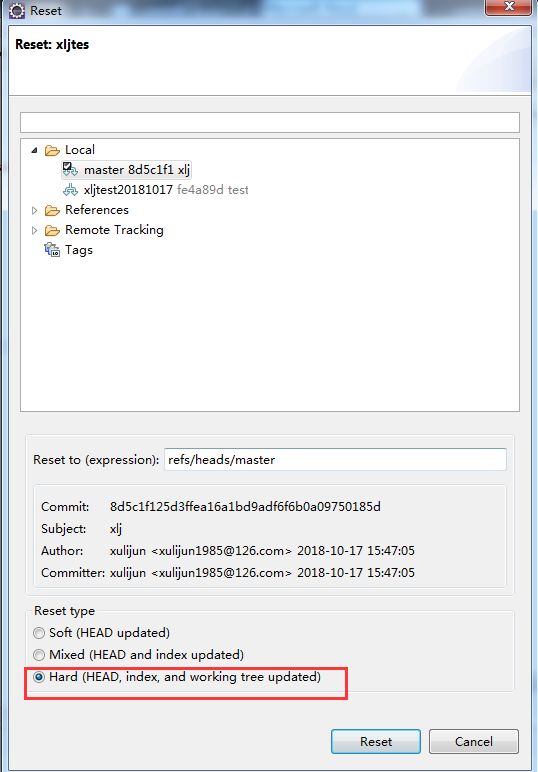 Reset
Reset: xljtes
Local
master 8d5c1f1 xlj
xljtest20181017 fe4a89d test
References
Remote Tracking
Tags
Reset to (expression): refs/heads/master
Commit: 8d5c1f125d3ffea16a1bd9adf6f6b0a09750185d
Subject: xlj
Author: xulijun <xulijun1985@126.com> 2018-10-17 15:47:05
Committer: xulijun <xulijun1985@126.com> 2018-10-17 15:47:05
Reset type
Soft (HEAD updated)
Mixed (HEAD and index updated)
Hard (HEAD, index, and working tree updated)
Reset Cancel